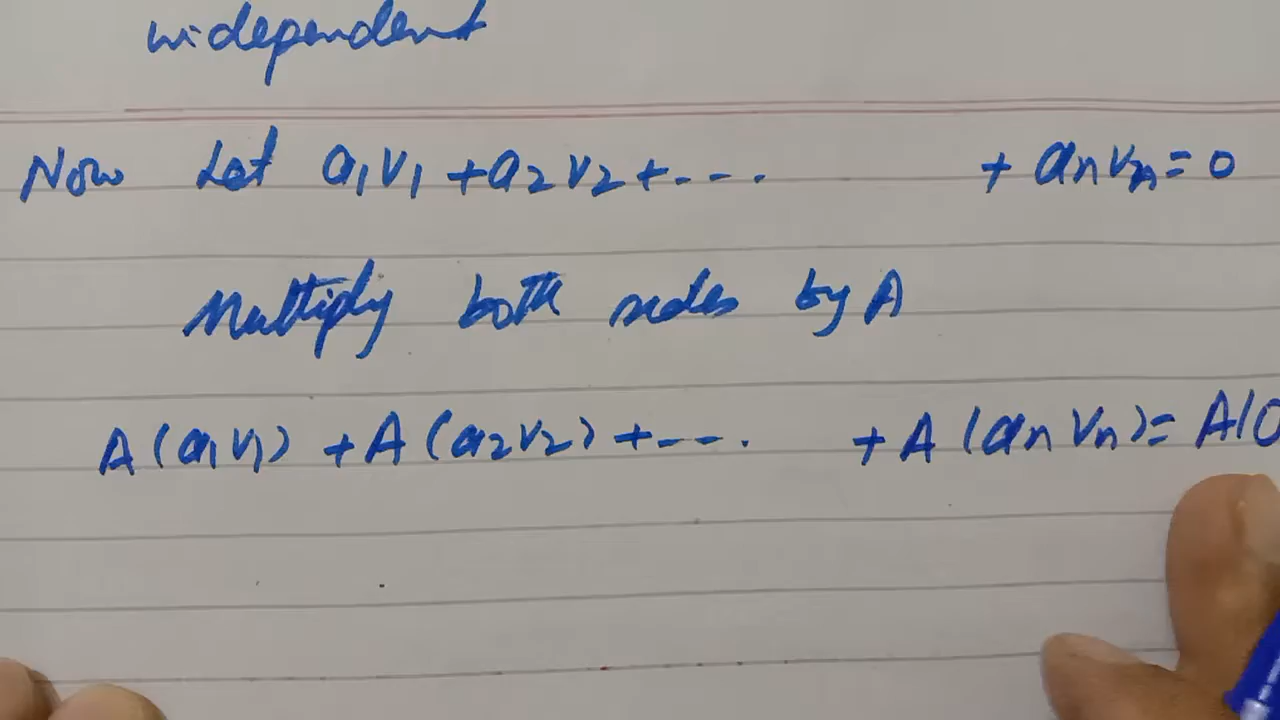 independent
Now Let a₁v₁ + a₂v₂ + - - - . + aₙvₙ = 0
Multiply both sides by A
A(a₁v₁) + A(a₂v₂) + - - - . + A(aₙvₙ) = A(0